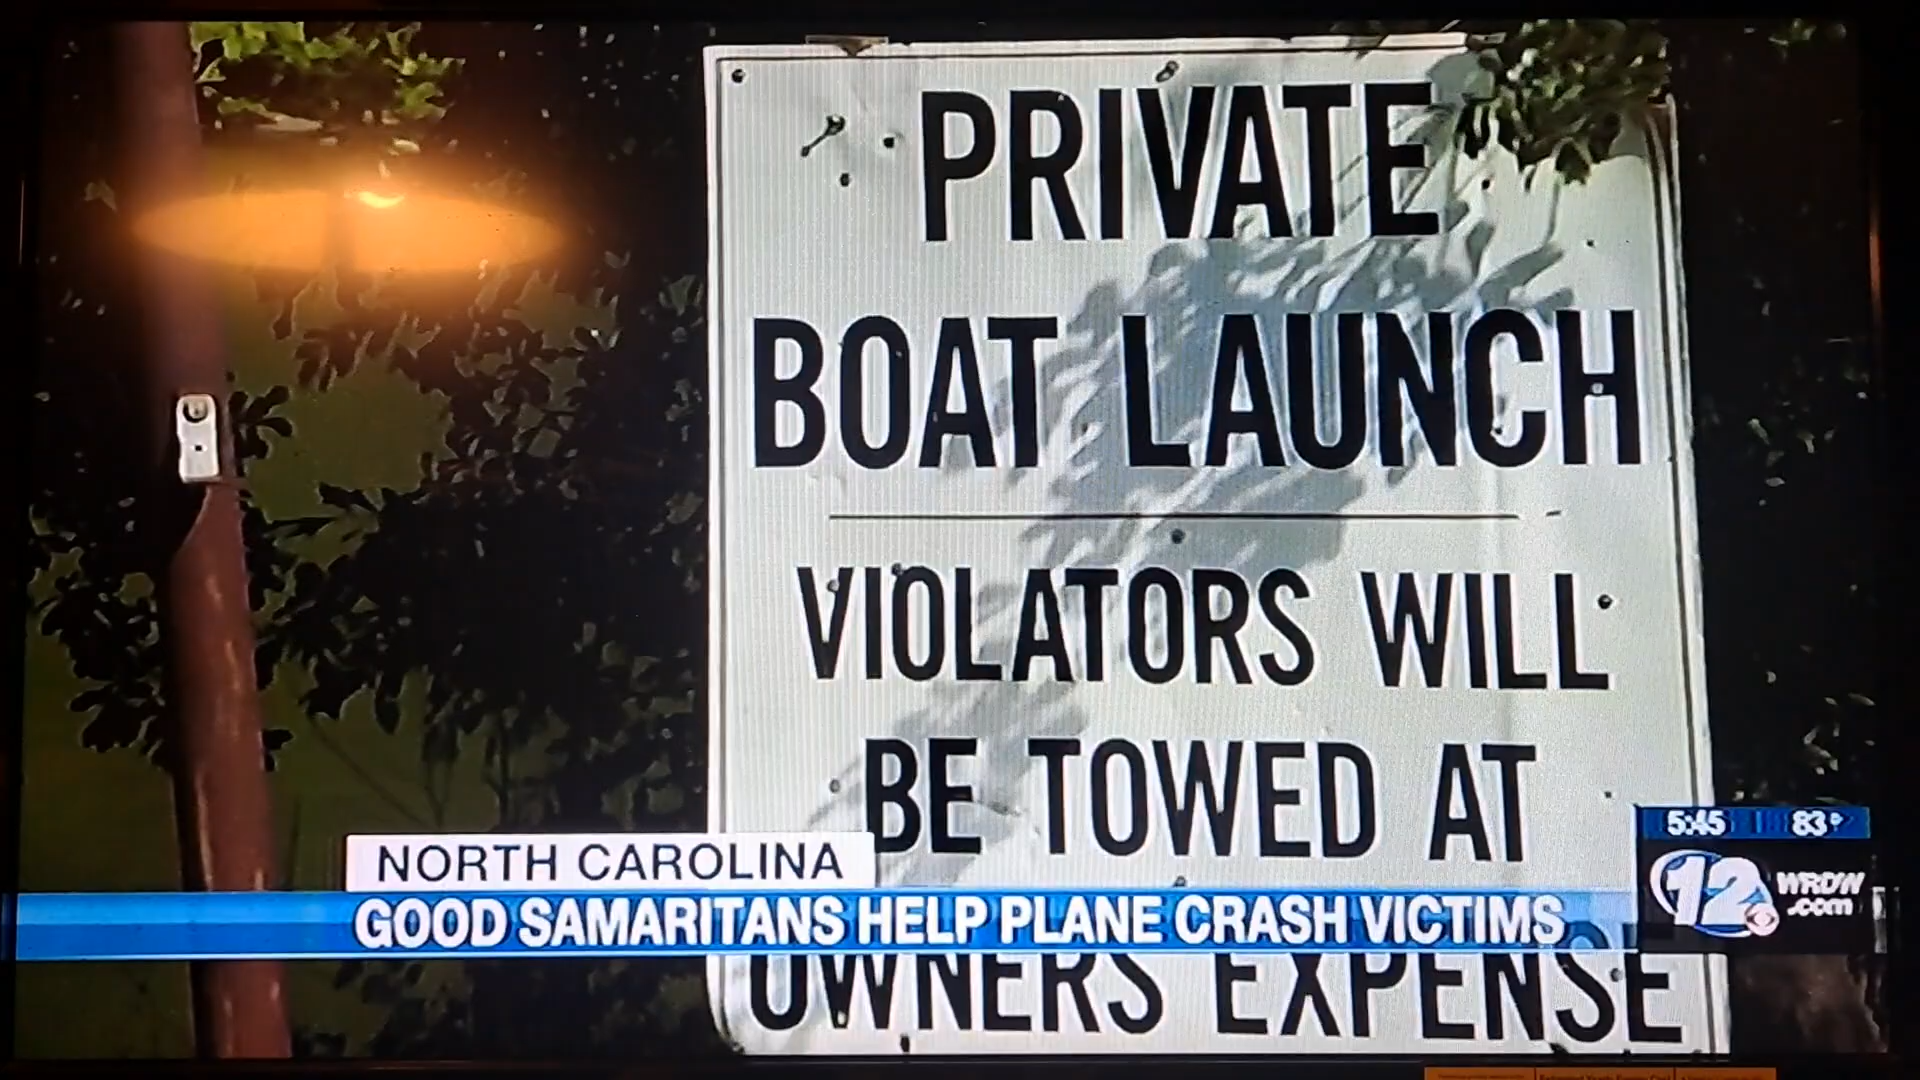 PRIVATE
BOAT LAUNCH
VIOLATORS WILL
BE TOWED AT
OWNERS EXPENSE
NORTH CAROLINA
GOOD SAMARITANS HELP PLANE CRASH VICTIMS
5:45 83°
12 WRDW
.com